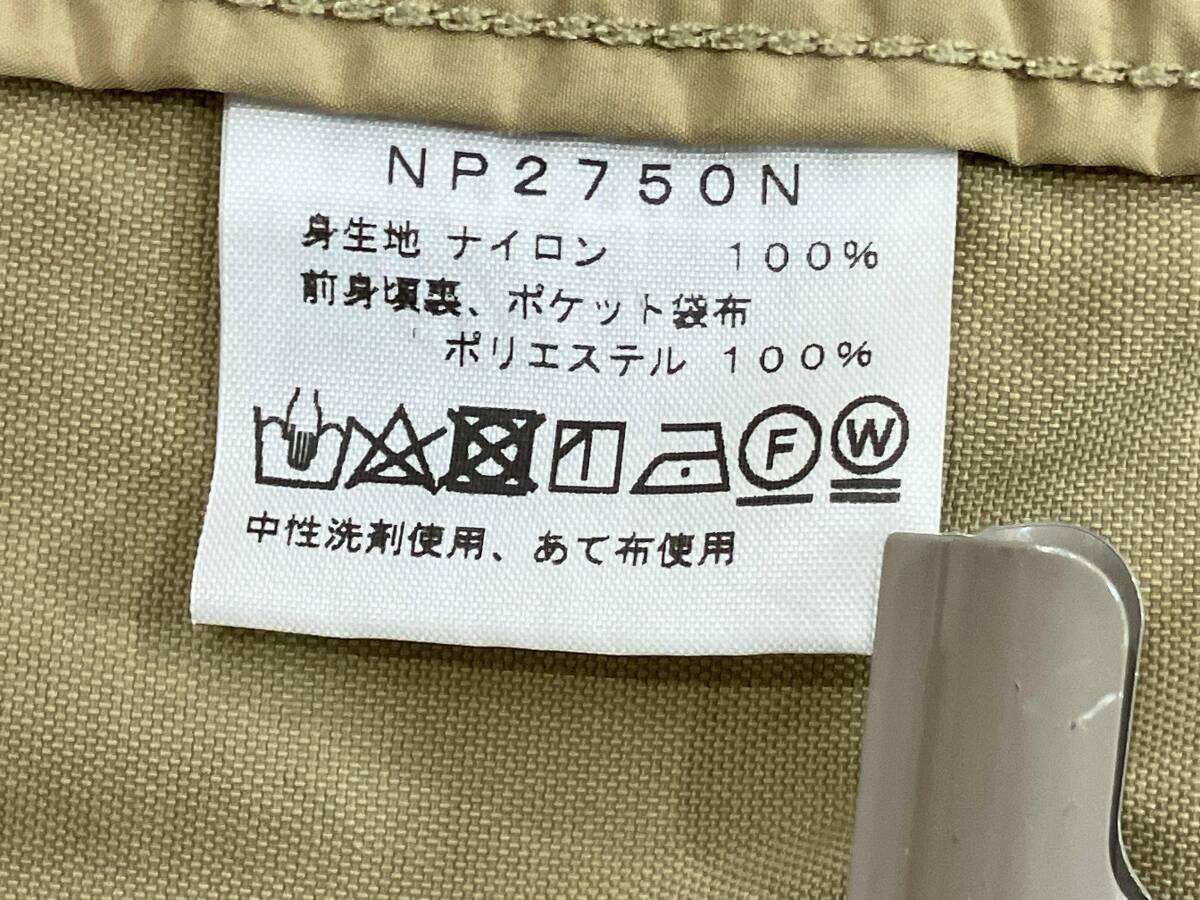 NP2750N
身生地 ナイロン 100%
前身頃裏、ポケット袋布
ポリエステル 100%
F W
中性洗剤使用、あて布使用